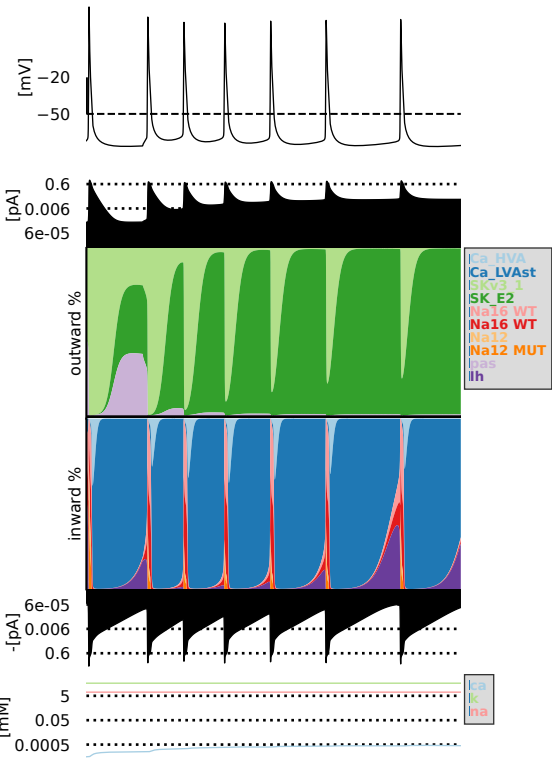 [mV]
−20
−50
[pA]
0.6
0.006
6e-05
outward %
Ca_HVA
Ca_LVAst
SKv3_1
SK_E2
Na16 WT
Na16 WT
Na12
Na12 MUT
pas
Ih
inward %
-[pA]
6e-05
0.006
0.6
[mM]
5
0.05
0.0005
ca
k
na